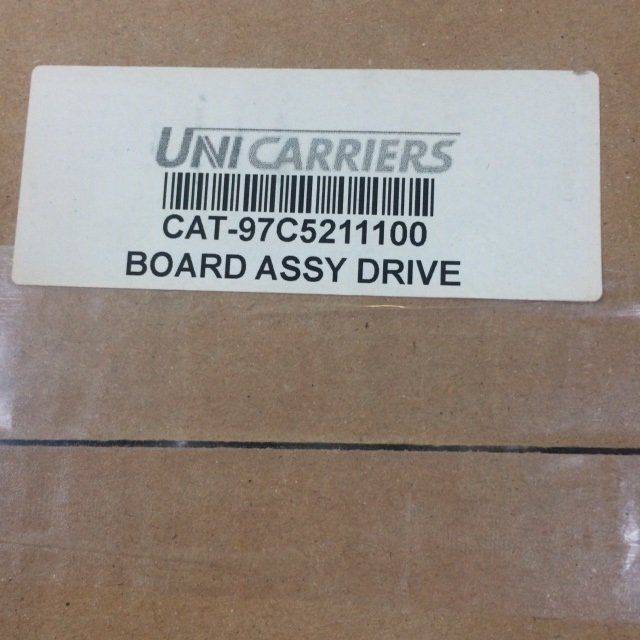 UNICARRIERS
CAT-97C5211100
BOARD ASSY DRIVE